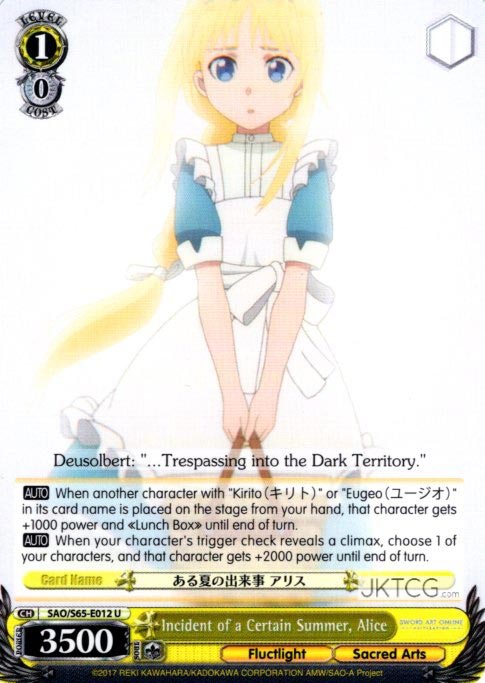 LEVEL
1
0
COST
Deusolbert: "...Trespassing into the Dark Territory."
AUTO When another character with "Kirito(キリト)" or "Eugeo(ユージオ)"
in its card name is placed on the stage from your hand, that character gets
+1000 power and «Lunch Box» until end of turn.
AUTO When your character's trigger check reveals a climax, choose 1 of
your characters, and that character gets +2000 power until end of turn.
Card Name
ある夏の出来事 アリス
JKTCG.com
CH SAO/S65-E012 U
POWER
3500
SOUL
Incident of a Certain Summer, Alice
SWORD ART ONLINE
Fluctlight
Sacred Arts
©2017 REKI KAWAHARA/KADOKAWA CORPORATION AMW/SAO-A Project